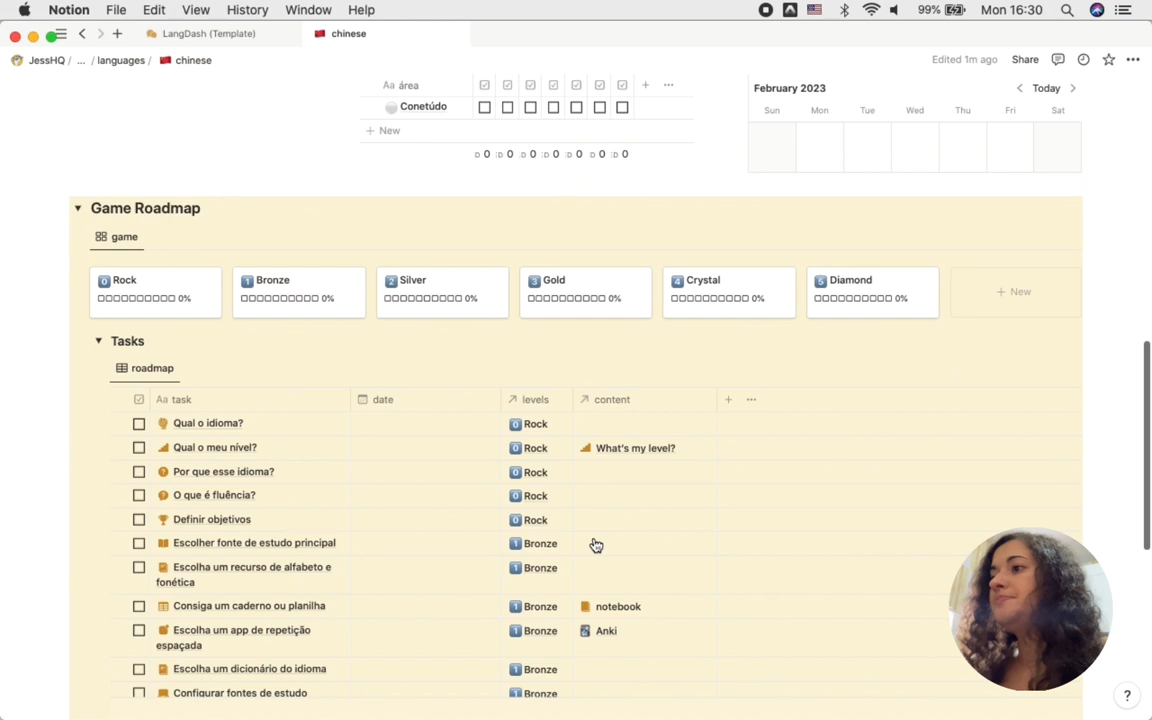 Notion File Edit View History Window Help 99% Mon 16:30
LangDash (Template) chinese
JessHQ / ... / languages / chinese Edited 1m ago Share
Aa área
Conetúdo
+ New
D 0 :D 0 :D 0 :D 0 :D 0 :D 0 :D 0
February 2023 Today
Sun Mon Tue Wed Thu Fri Sat
Game Roadmap
game
0 Rock
0%
1 Bronze
0%
2 Silver
0%
3 Gold
0%
4 Crystal
0%
5 Diamond
0%
+ New
Tasks
roadmap
Aa task date levels content
Qual o idioma? 0 Rock
Qual o meu nível? 0 Rock What's my level?
Por que esse idioma? 0 Rock
O que é fluência? 0 Rock
Definir objetivos 0 Rock
Escolher fonte de estudo principal 1 Bronze
Escolha um recurso de alfabeto e 1 Bronze
fonética
Consiga um caderno ou planilha 1 Bronze notebook
Escolha um app de repetição 1 Bronze Anki
espaçada
Escolha um dicionário do idioma 1 Bronze
Configurar fontes de estudo 1 Bronze
?